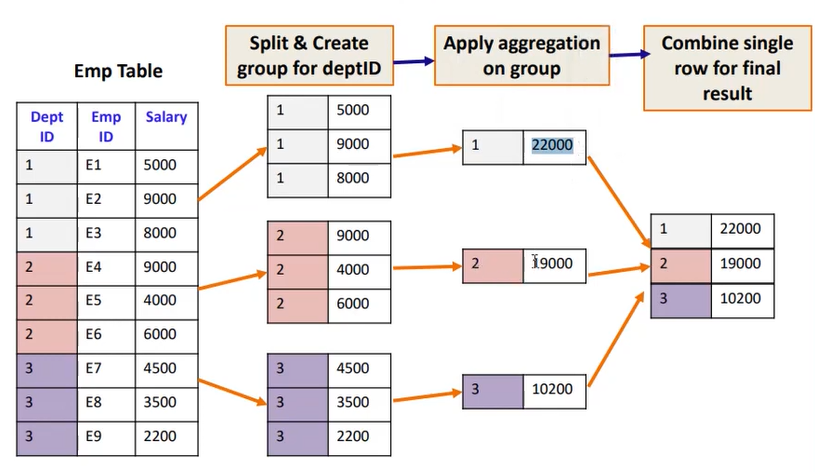 Split & Create
group for deptID
Apply aggregation
on group
Combine single
row for final
result
Emp Table
Dept ID Emp ID Salary
1 E1 5000
1 E2 9000
1 E3 8000
2 E4 9000
2 E5 4000
2 E6 6000
3 E7 4500
3 E8 3500
3 E9 2200
1 5000
1 9000
1 8000
2 9000
2 4000
2 6000
3 4500
3 3500
3 2200
1 22000
2 19000
3 10200
1 22000
2 19000
3 10200